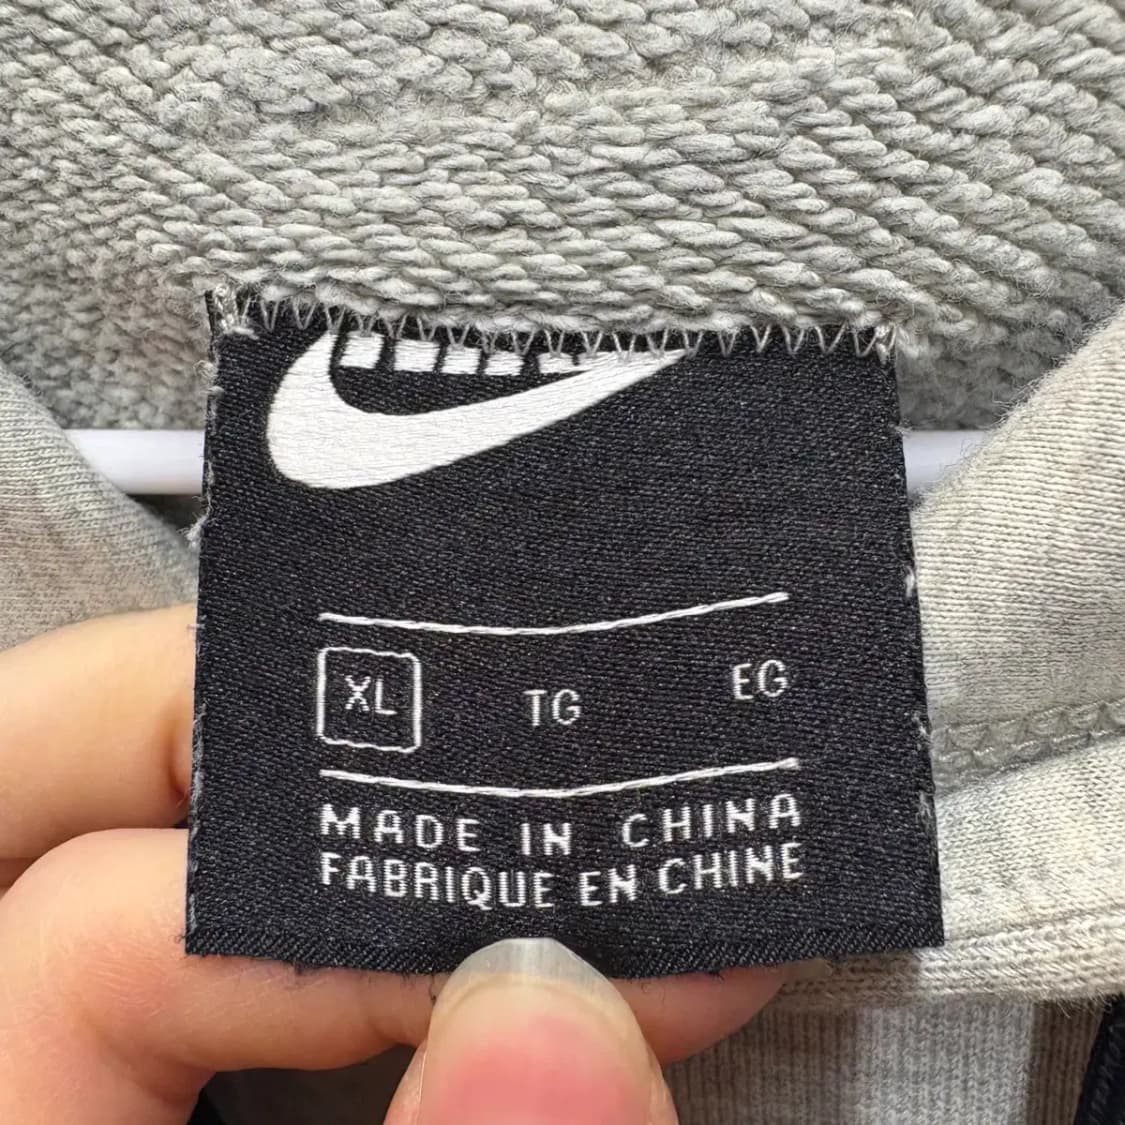 XL TG EG
MADE IN CHINA
FABRIQUE EN CHINE